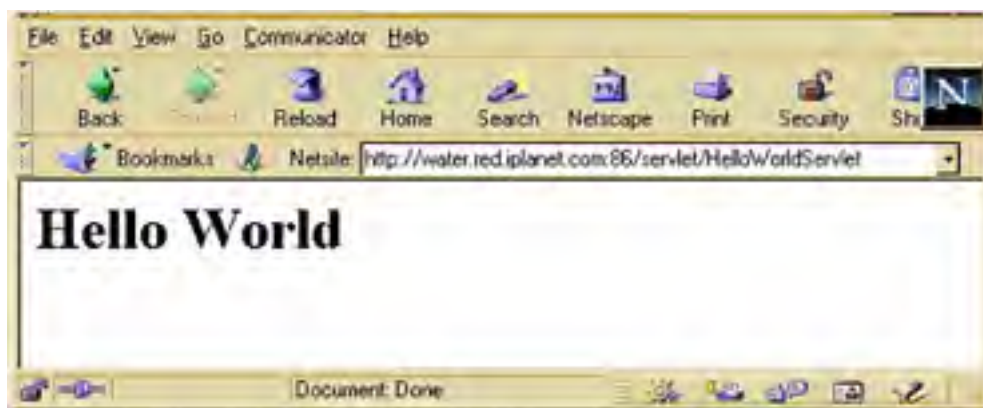 File Edit View Go Communicator Help
Back Reload Home Search Netscape Print Security
N
Bookmarks Netsite: http://water.red.iplanet.com:86/servlet/HelloWorldServlet
Hello World
Document: Done